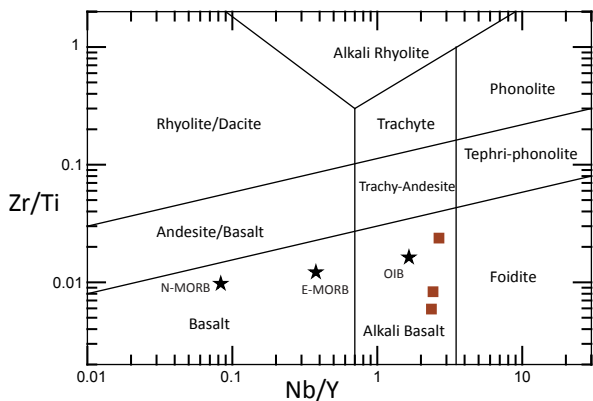 1
Alkali Rhyolite
Phonolite
Rhyolite/Dacite
Trachyte
Tephri-phonolite
0.1
Trachy-Andesite
Zr/Ti
Andesite/Basalt
OIB
Foidite
0.01
N-MORB
E-MORB
Basalt
Alkali Basalt
0.01
0.1
1
10
Nb/Y